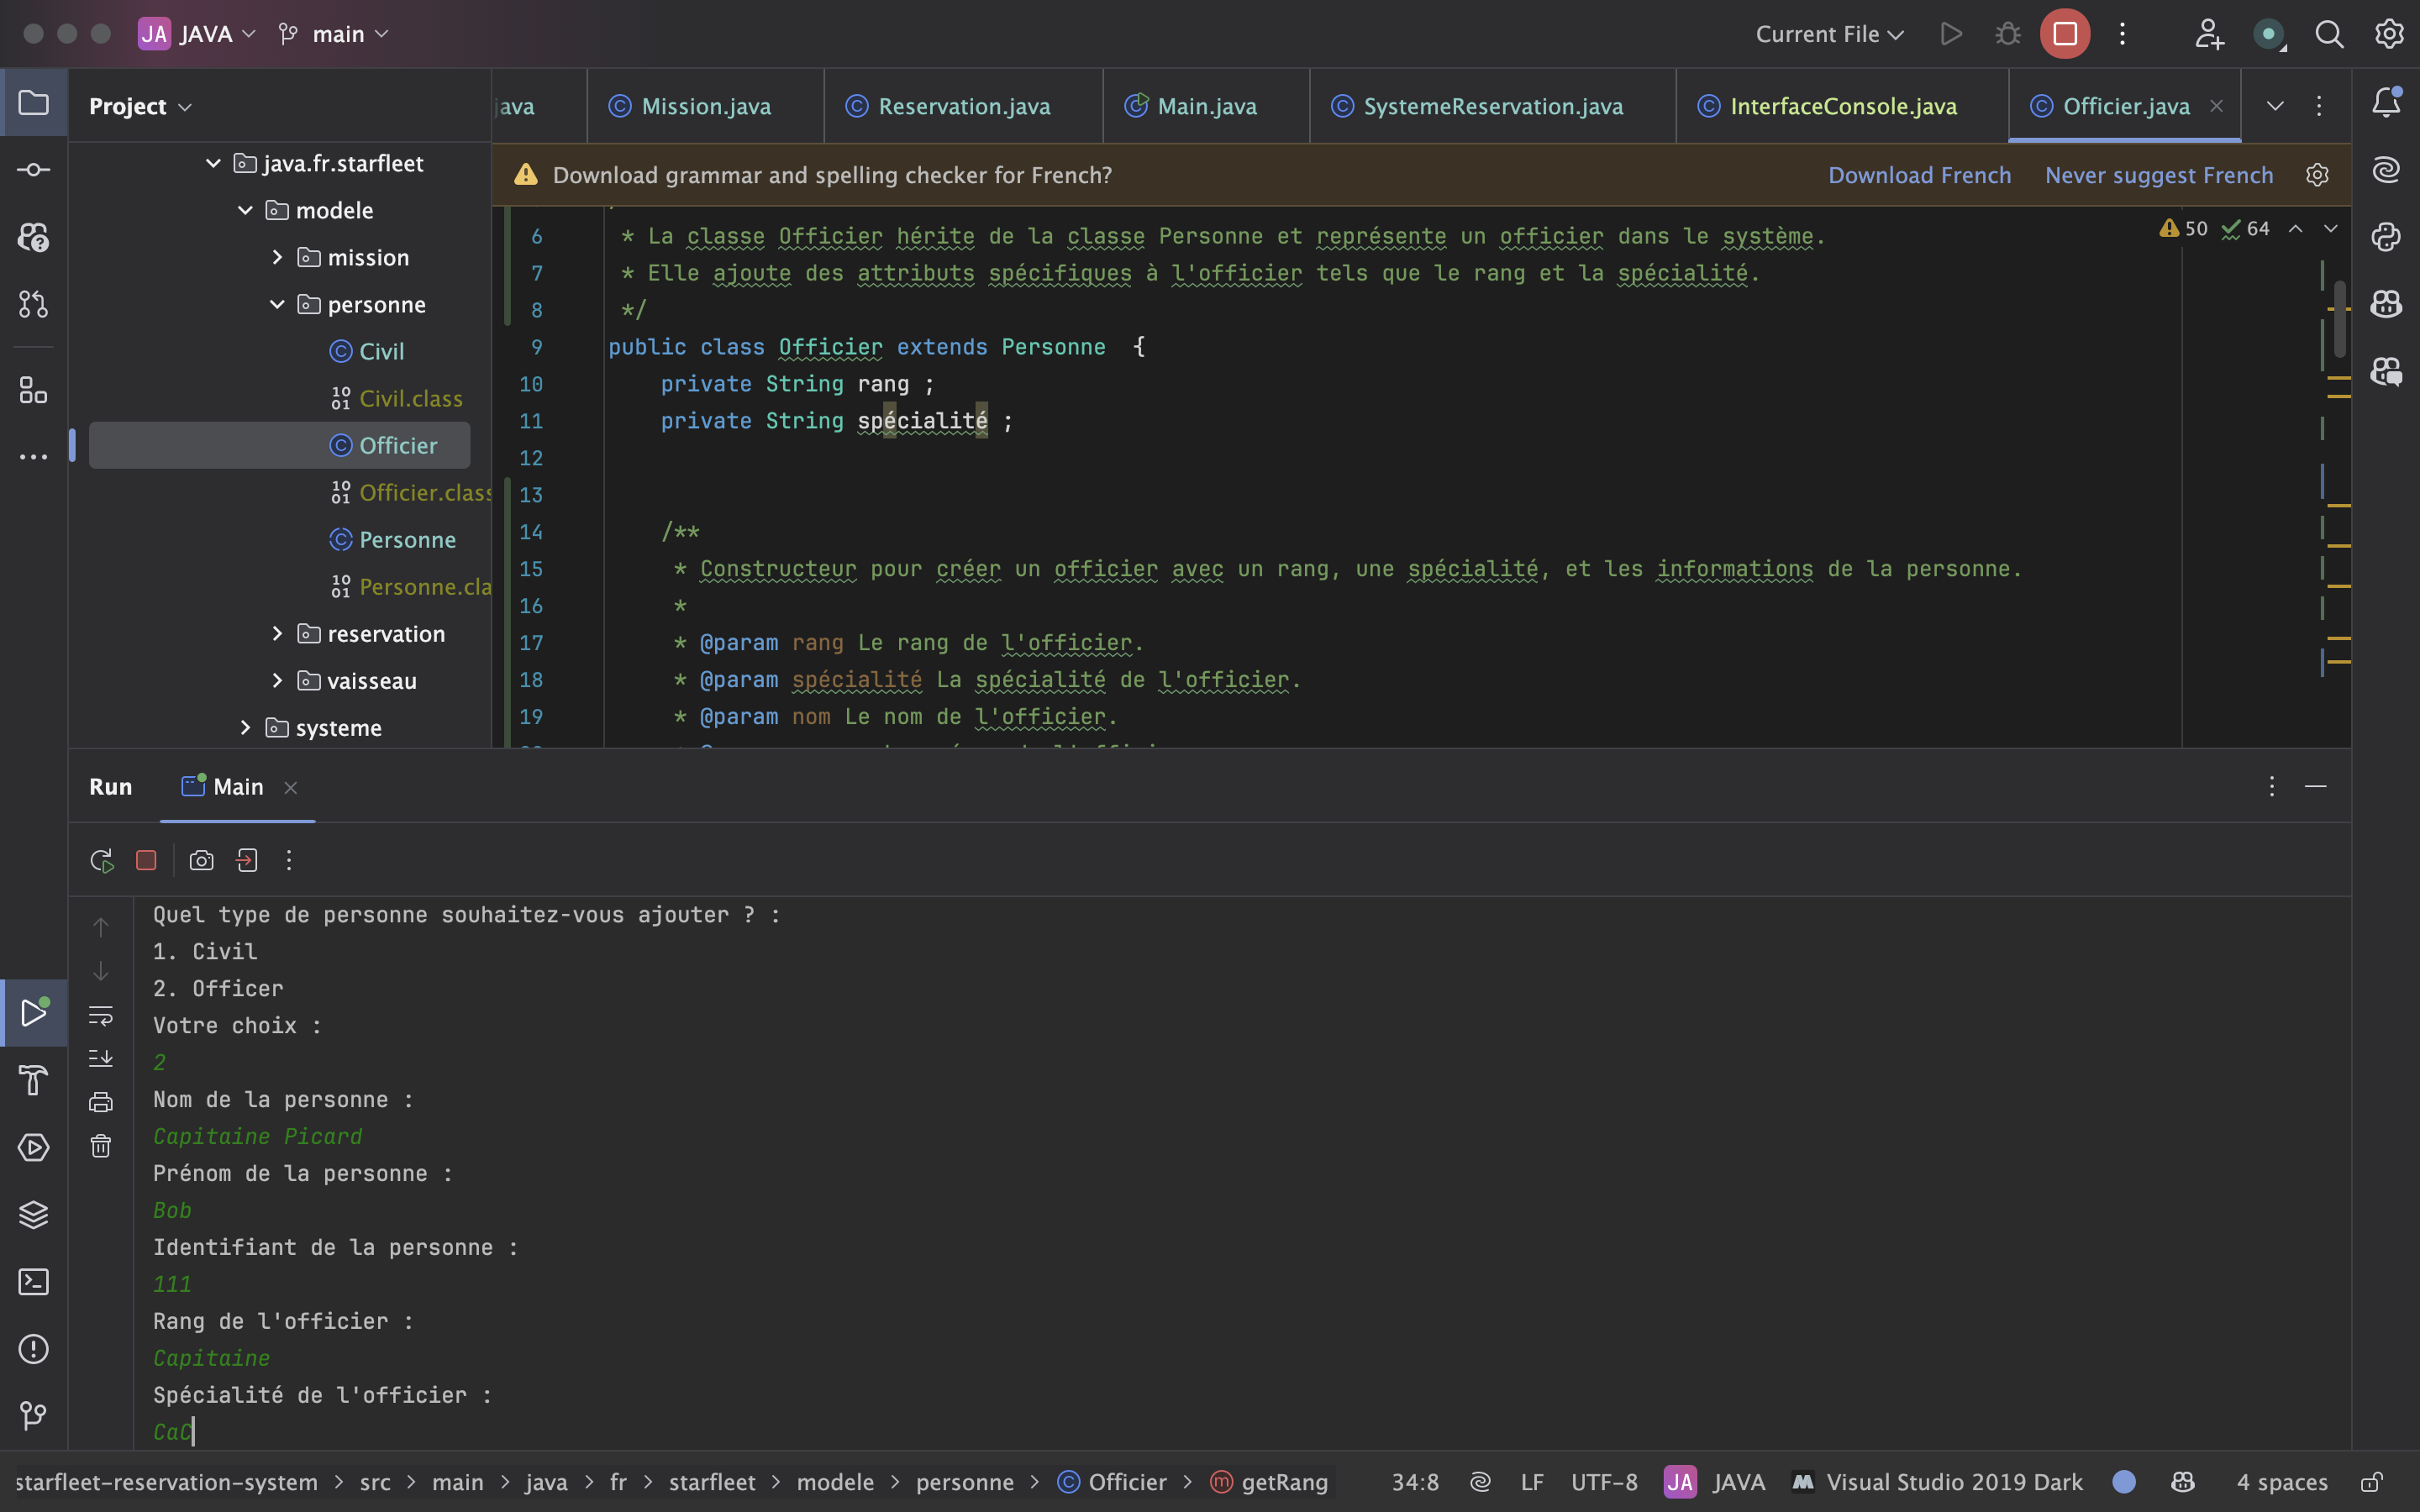 JA JAVA main Current File
Project
java Mission.java Reservation.java Main.java SystemeReservation.java InterfaceConsole.java Officier.java
Download grammar and spelling checker for French? Download French Never suggest French
java.fr.starfleet
modele
mission
personne
Civil
Civil.class
Officier
Officier.class
Personne
Personne.cla
reservation
vaisseau
systeme
50 64
6 * La classe Officier hérite de la classe Personne et représente un officier dans le système.
7 * Elle ajoute des attributs spécifiques à l'officier tels que le rang et la spécialité.
8 */
9 public class Officier extends Personne {
10 private String rang ;
11 private String spécialité ;
12
13
14 /**
15 * Constructeur pour créer un officier avec un rang, une spécialité, et les informations de la personne.
16 *
17 * @param rang Le rang de l'officier.
18 * @param spécialité La spécialité de l'officier.
19 * @param nom Le nom de l'officier.
Run Main
Quel type de personne souhaitez-vous ajouter ? :
1. Civil
2. Officer
Votre choix :
2
Nom de la personne :
Capitaine Picard
Prénom de la personne :
Bob
Identifiant de la personne :
111
Rang de l'officier :
Capitaine
Spécialité de l'officier :
CaC
starfleet-reservation-system > src > main > java > fr > starfleet > modele > personne > Officier > getRang 34:8 LF UTF-8 JA JAVA Visual Studio 2019 Dark 4 spaces